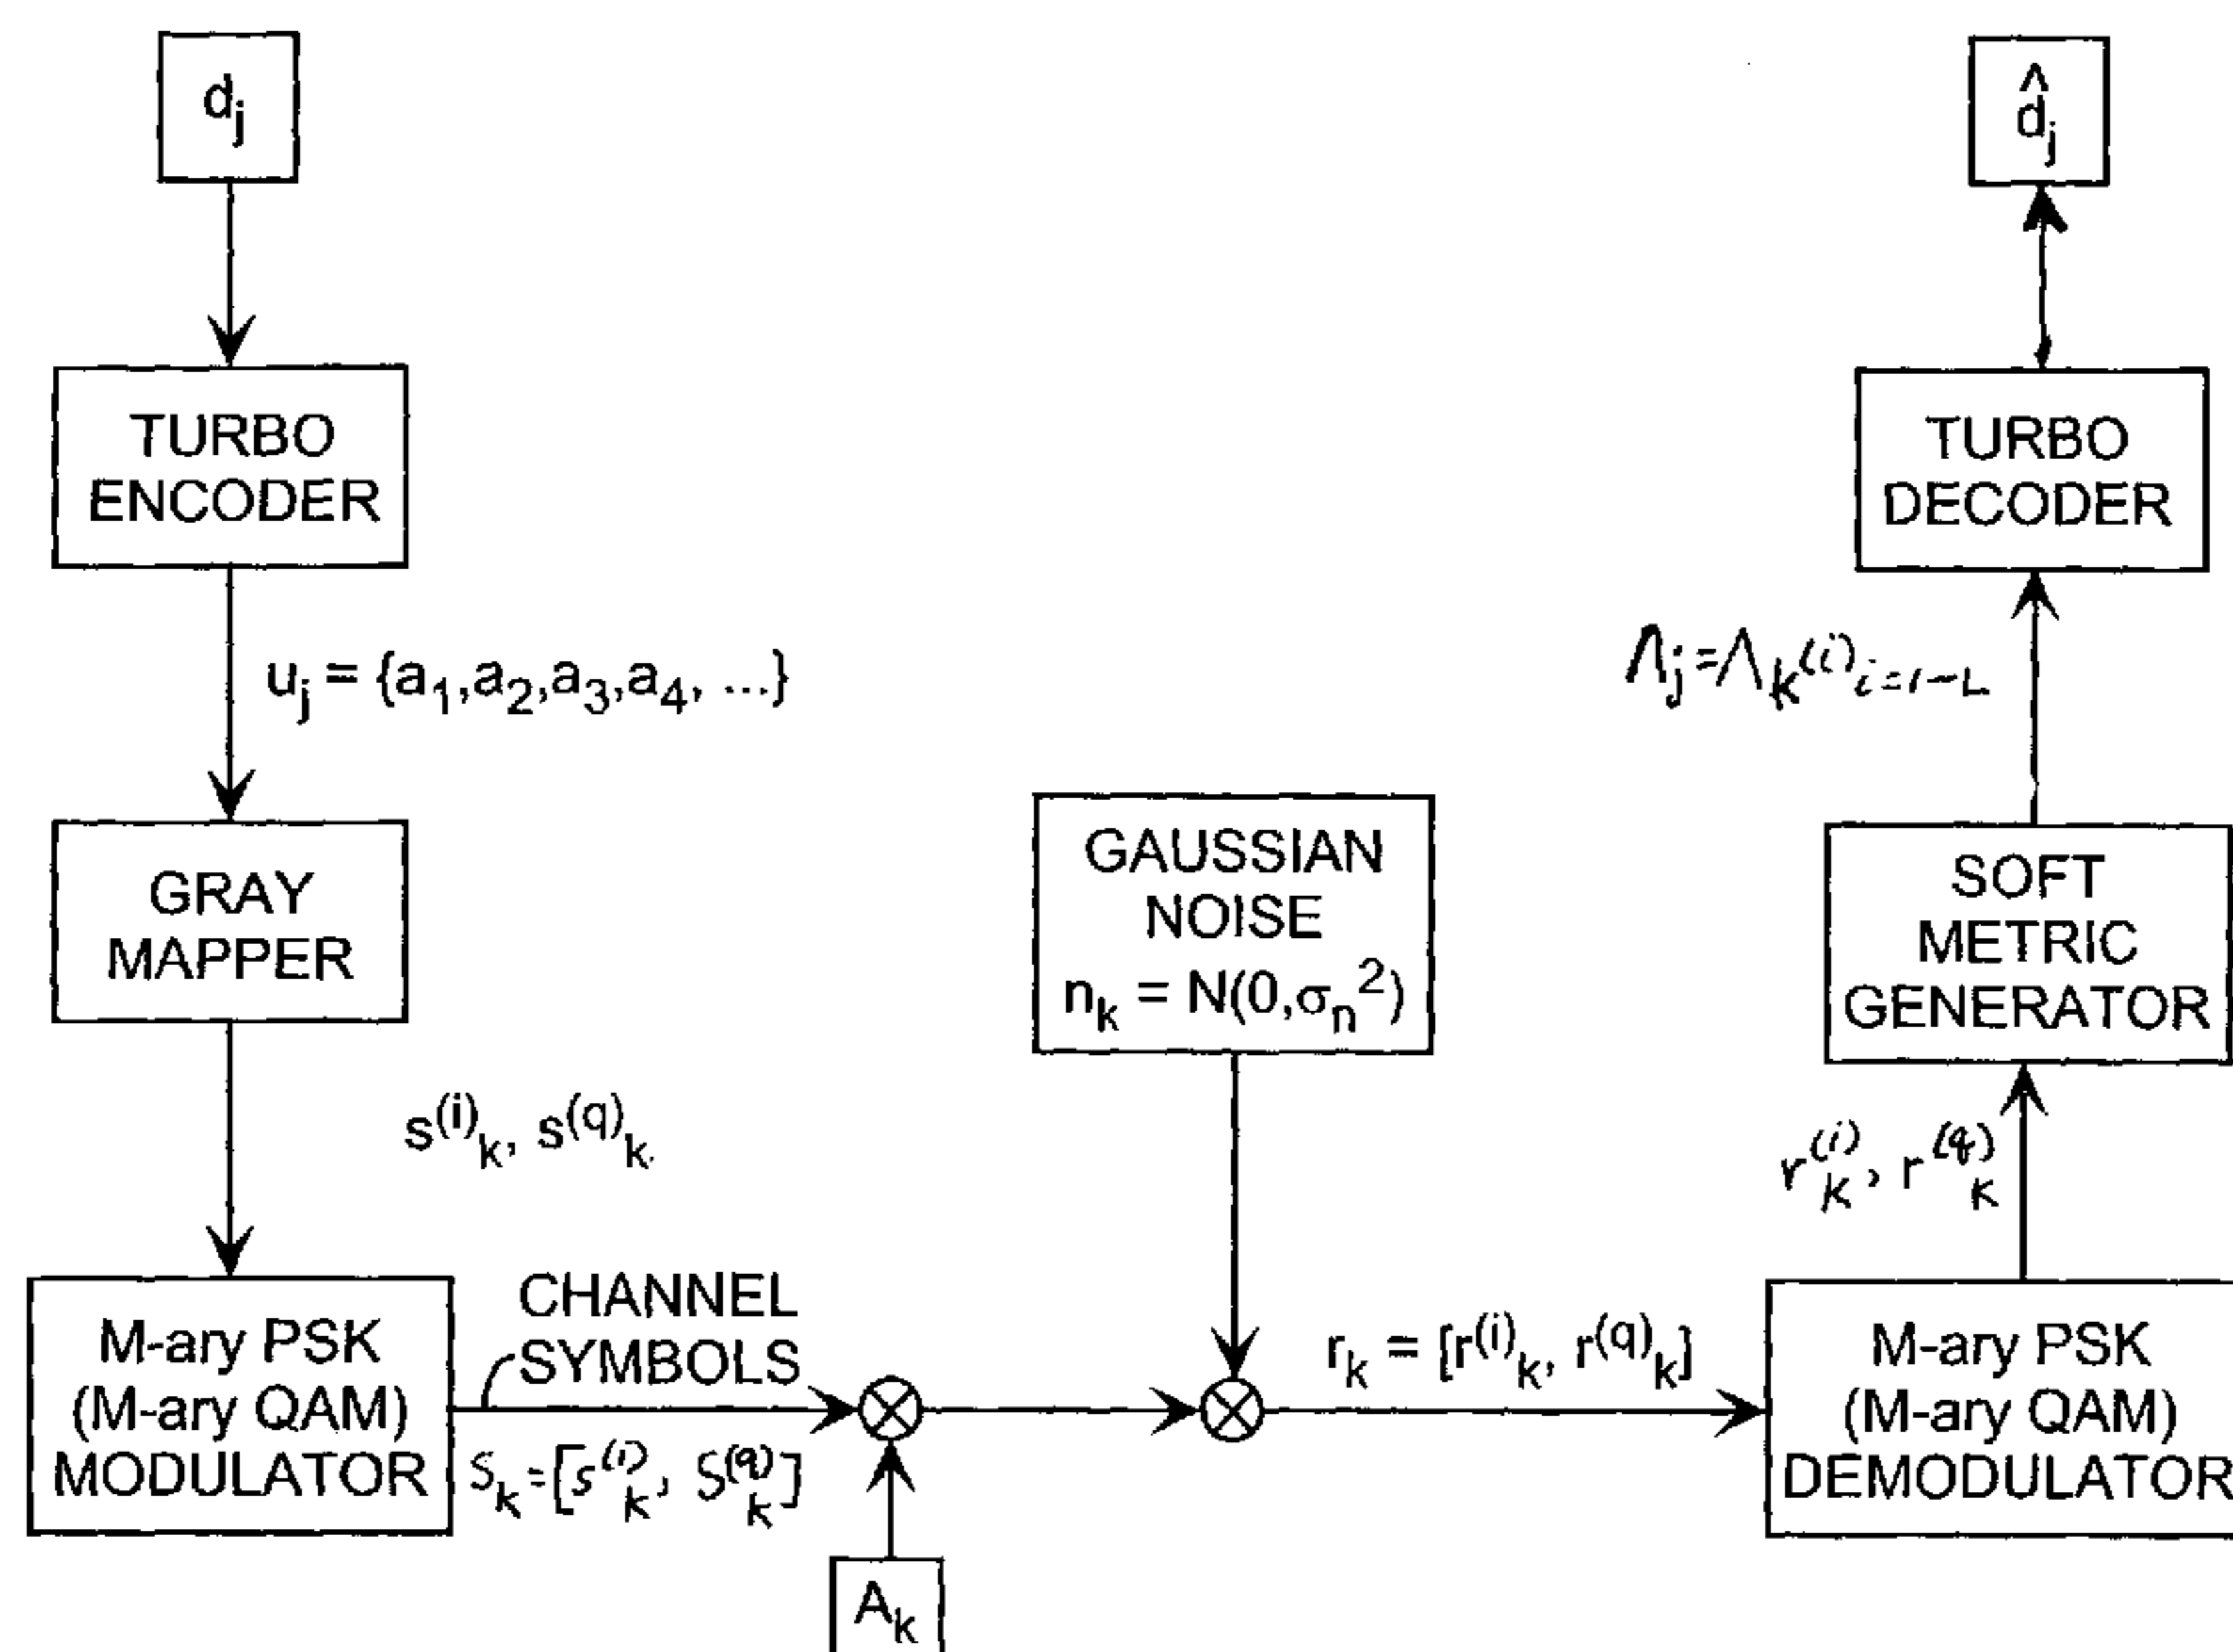 d_j
TURBO
ENCODER
u_j = {a_1,a_2,a_3,a_4, ...}
GRAY
MAPPER
s^(i)_k, s^(q)_k
M-ary PSK
(M-ary QAM)
MODULATOR
CHANNEL
SYMBOLS
S_k=[s^(i)_k, S^(q)_k]
A_k
GAUSSIAN
NOISE
n_k = N(0,σ_n^2)
r_k = [r^(i)_k, r^(q)_k]
M-ary PSK
(M-ary QAM)
DEMODULATOR
r^(i)_k, r^(q)_k
SOFT
METRIC
GENERATOR
Λ_j=Λ_k^(i)_i=1-L
TURBO
DECODER
d̂_j